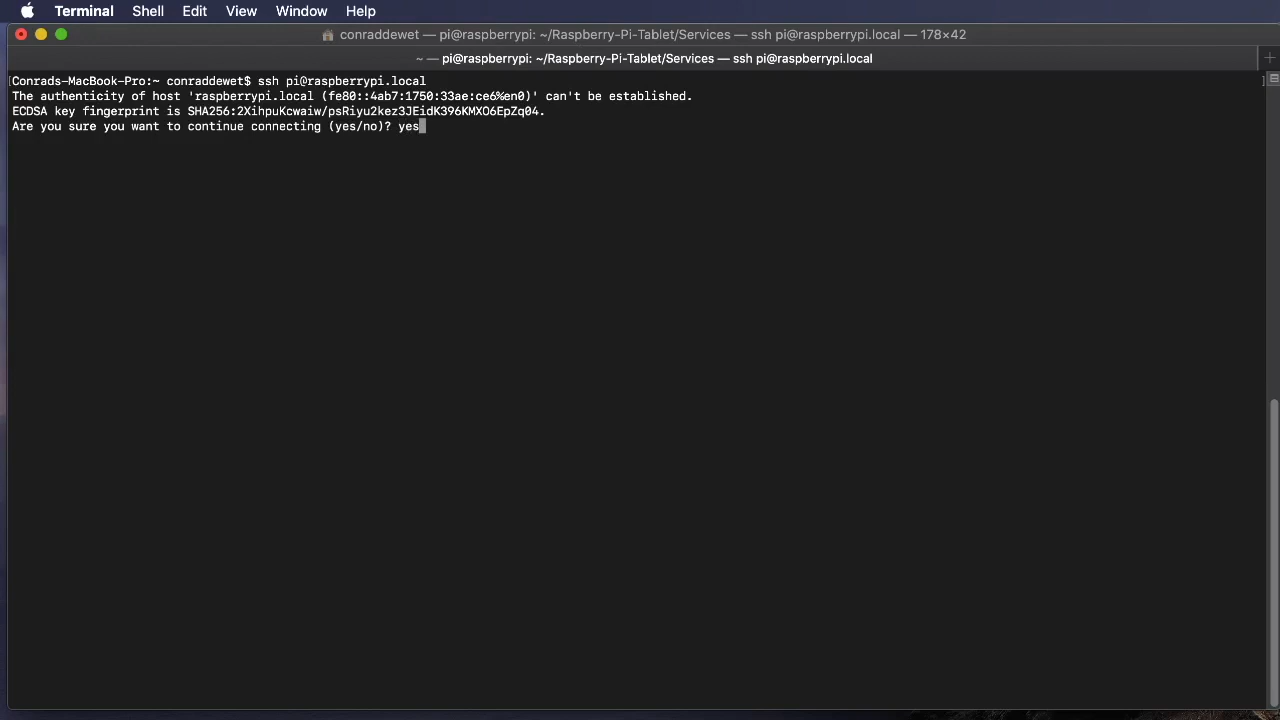 Terminal Shell Edit View Window Help
conraddewet — pi@raspberrypi: ~/Raspberry-Pi-Tablet/Services — ssh pi@raspberrypi.local — 178×42
~ — pi@raspberrypi: ~/Raspberry-Pi-Tablet/Services — ssh pi@raspberrypi.local
[Conrads-MacBook-Pro:~ conraddewet$ ssh pi@raspberrypi.local ]
The authenticity of host 'raspberrypi.local (fe80::4ab7:1750:33ae:ce6%en0)' can't be established.
ECDSA key fingerprint is SHA256:2XihpuKcwaiw/psRiyu2kez3JEidK396KMXO6EpZq04.
Are you sure you want to continue connecting (yes/no)? yes